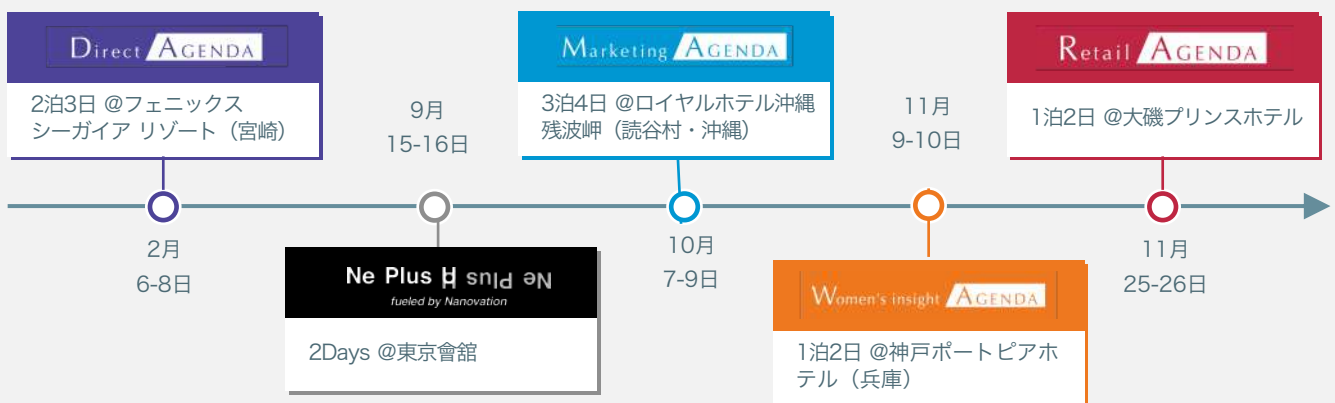 Direct AGENDA
2泊3日 @フェニックス
シーガイア リゾート（宮崎）
2月
6-8日
9月
15-16日
Ne Plus H Ne Plus
fueled by Nanovation
2Days @東京會舘
Marketing AGENDA
3泊4日 @ロイヤルホテル沖縄
残波岬（読谷村・沖縄）
10月
7-9日
11月
9-10日
Women's insight AGENDA
1泊2日 @神戸ポートピアホ
テル（兵庫）
Retail AGENDA
1泊2日 @大磯プリンスホテル
11月
25-26日